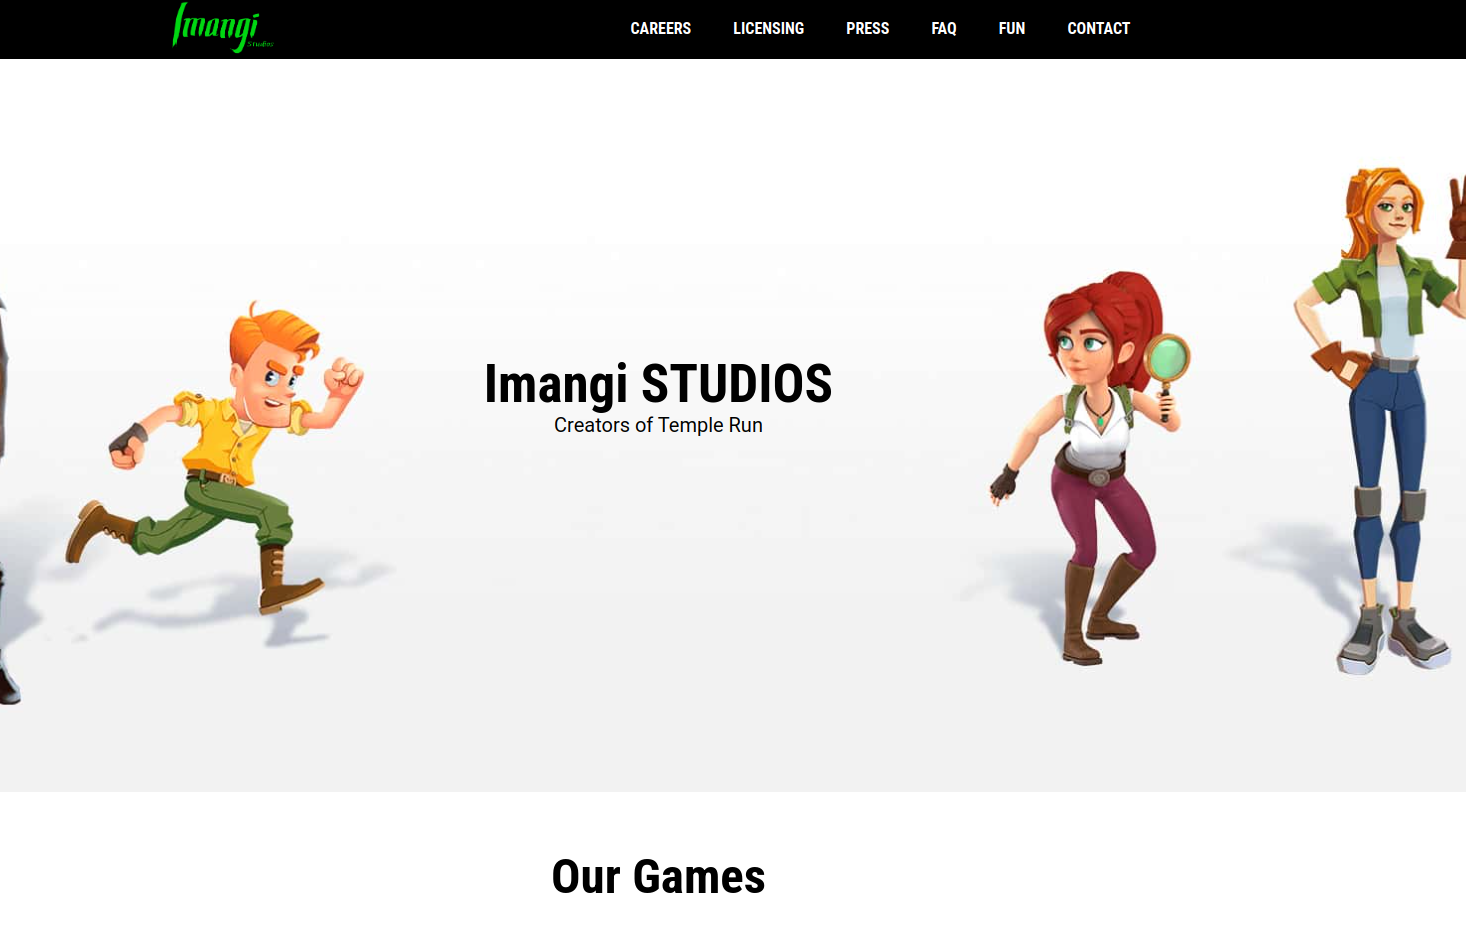 Imangi
Studios
CAREERS LICENSING PRESS FAQ FUN CONTACT
Imangi STUDIOS
Creators of Temple Run
Our Games